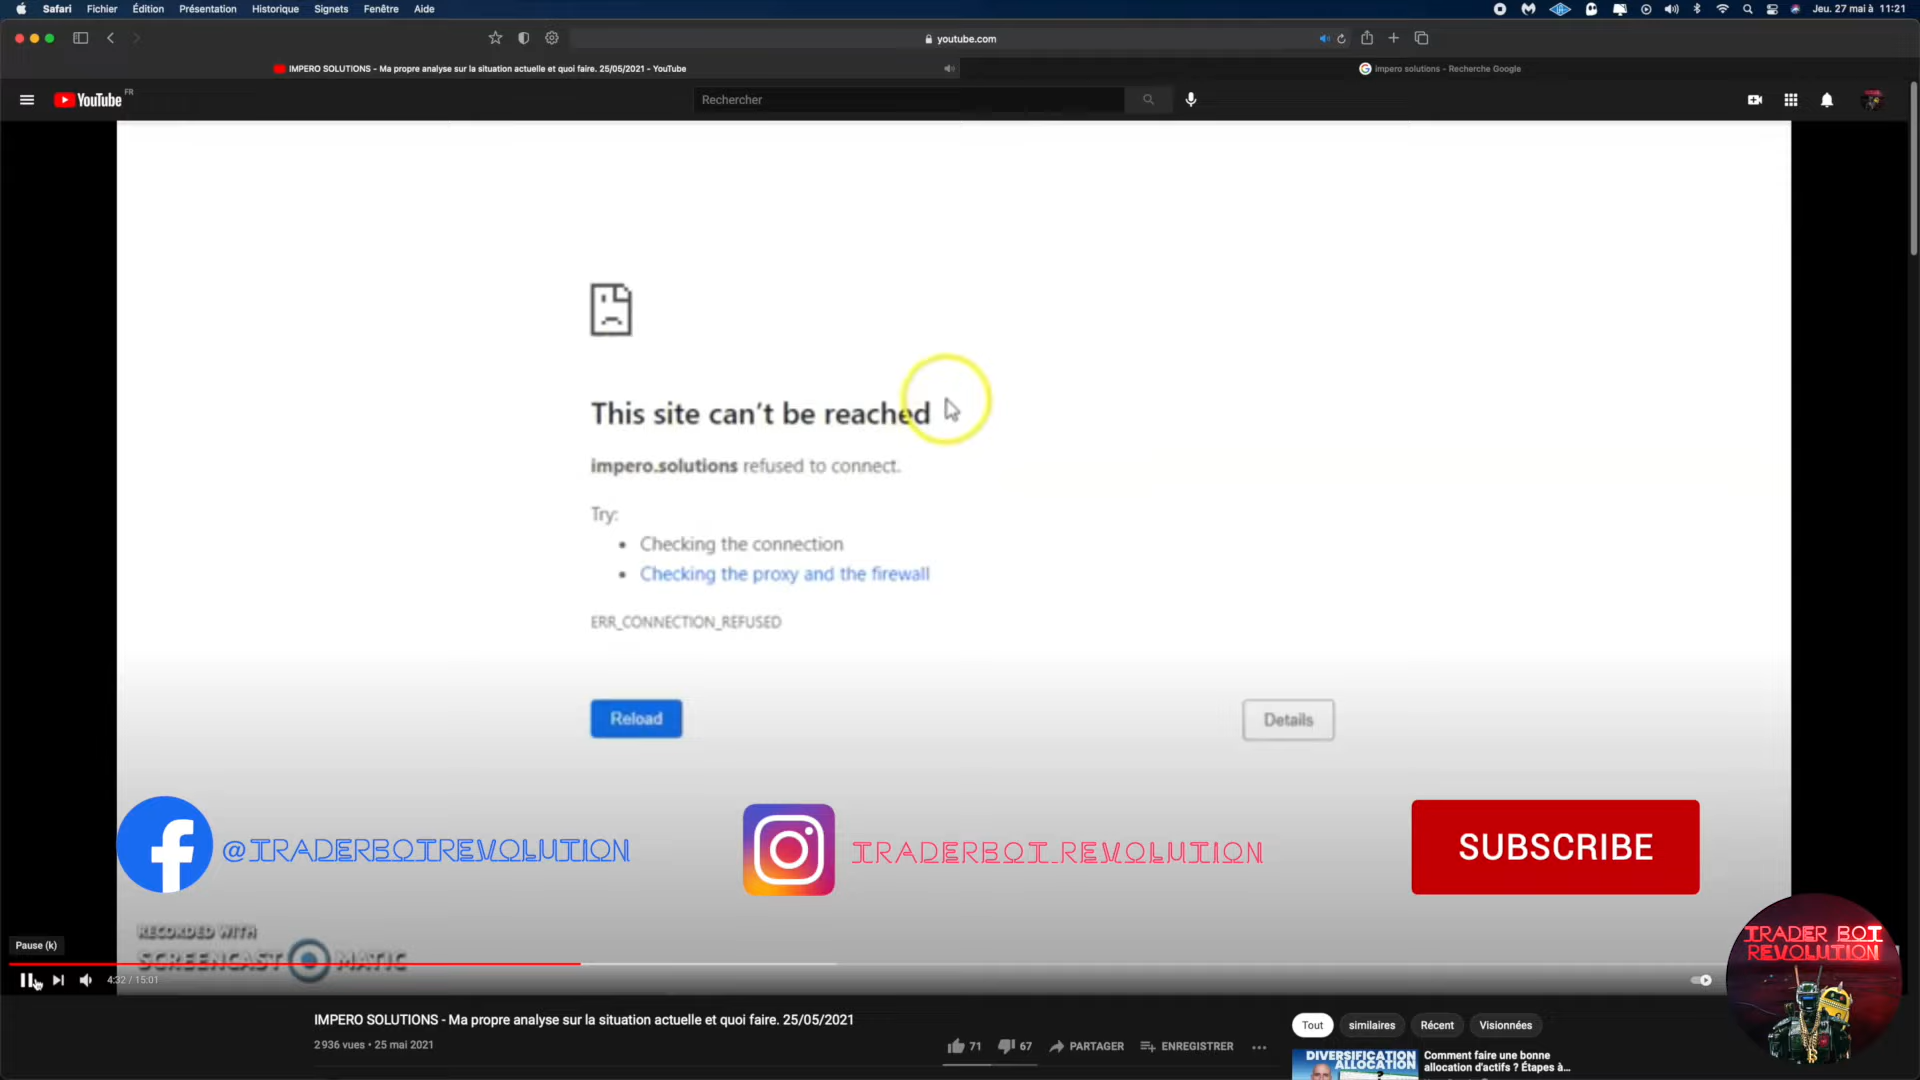 Safari Fichier Édition Présentation Historique Signets Fenêtre Aide
Jeu. 27 mai à 11:21
youtube.com
IMPERO SOLUTIONS - Ma propre analyse sur la situation actuelle et quoi faire. 25/05/2021 - YouTube
impero solutions - Recherche Google
YouTube FR
Rechercher
This site can't be reached
impero.solutions refused to connect.
Try:
• Checking the connection
• Checking the proxy and the firewall
ERR_CONNECTION_REFUSED
Reload
Details
@TRADERBOTREVOLUTION
TRADERBOT_REVOLUTION
SUBSCRIBE
RECORDED WITH
SCREENCAST MATIC
TRADER BOT
REVOLUTION
Pause (k)
4:32 / 15:01
IMPERO SOLUTIONS - Ma propre analyse sur la situation actuelle et quoi faire. 25/05/2021
2 936 vues • 25 mai 2021
71
67
PARTAGER
ENREGISTRER
Tout
similaires
Récent
Visionnées
DIVERSIFICATION
ALLOCATION
Comment faire une bonne
allocation d'actifs ? Étapes à...